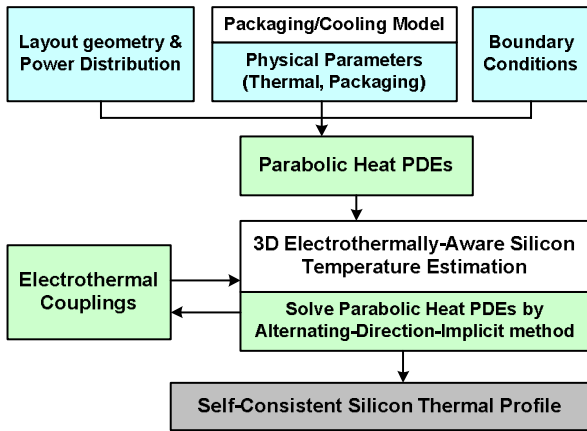 Layout geometry &
Power Distribution
Packaging/Cooling Model
Physical Parameters
(Thermal, Packaging)
Boundary
Conditions
Parabolic Heat PDEs
Electrothermal
Couplings
3D Electrothermally-Aware Silicon
Temperature Estimation
Solve Parabolic Heat PDEs by
Alternating-Direction-Implicit method
Self-Consistent Silicon Thermal Profile